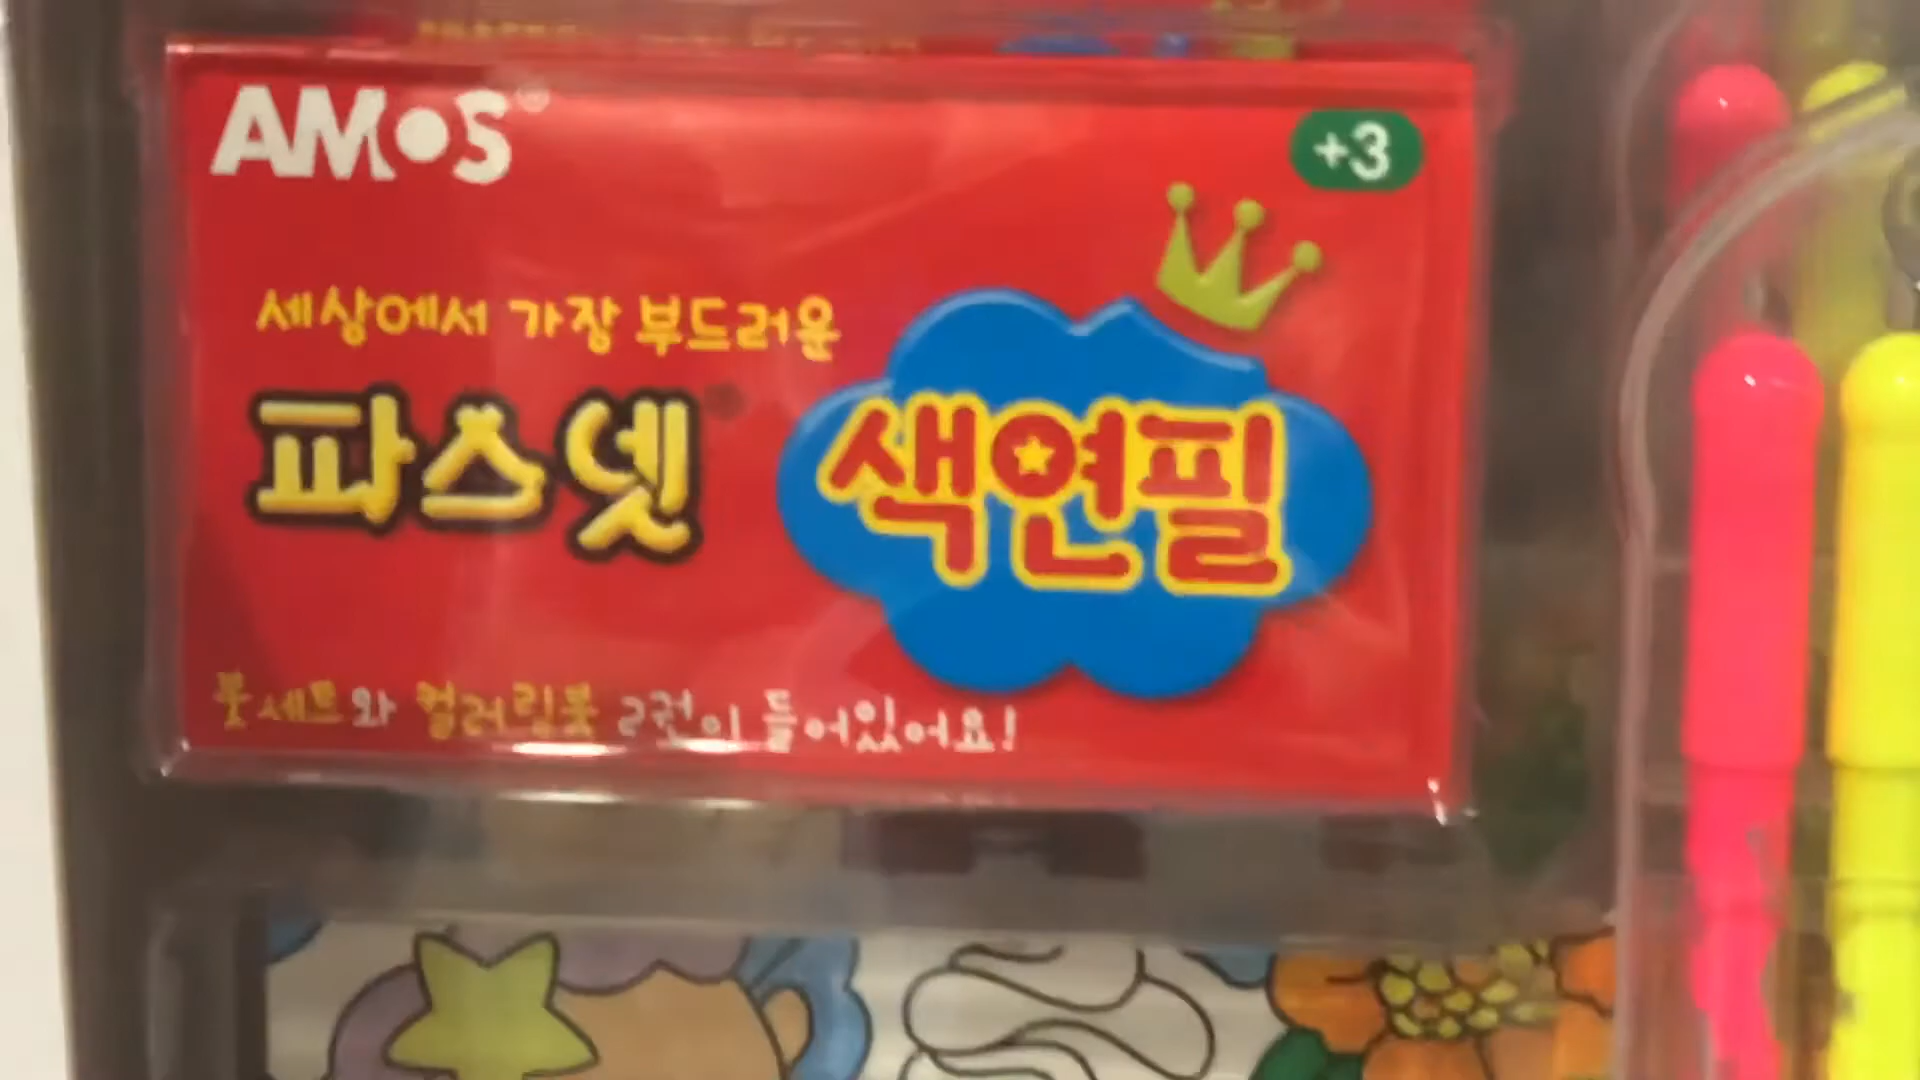 AMOS
+3
세상에서 가장 부드러운
파스넷 색연필
붓세트와 컬러링북 2권이 들어있어요!